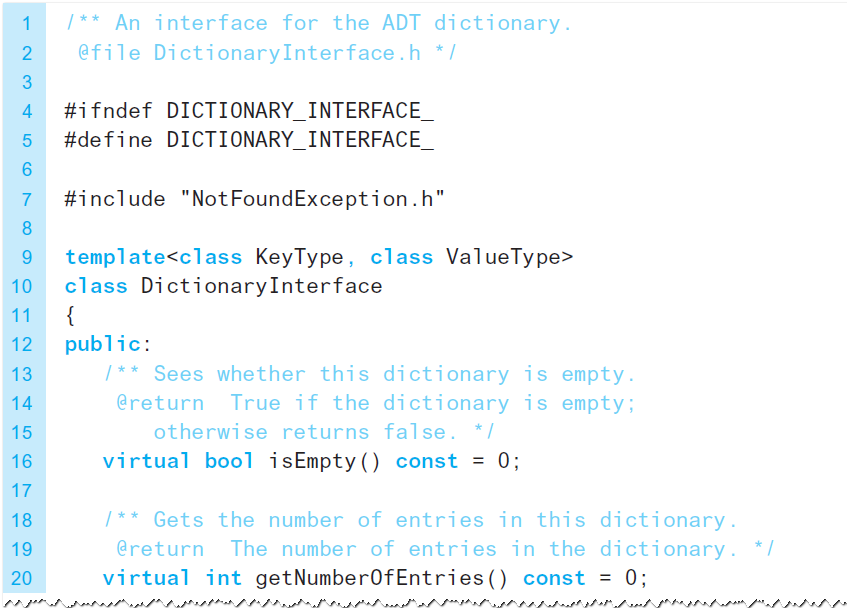 1 /** An interface for the ADT dictionary.
2 @file DictionaryInterface.h */
3
4 #ifndef DICTIONARY_INTERFACE_
5 #define DICTIONARY_INTERFACE_
6
7 #include "NotFoundException.h"
8
9 template<class KeyType, class ValueType>
10 class DictionaryInterface
11 {
12 public:
13 /** Sees whether this dictionary is empty.
14 @return True if the dictionary is empty;
15 otherwise returns false. */
16 virtual bool isEmpty() const = 0;
17
18 /** Gets the number of entries in this dictionary.
19 @return The number of entries in the dictionary. */
20 virtual int getNumberOfEntries() const = 0;